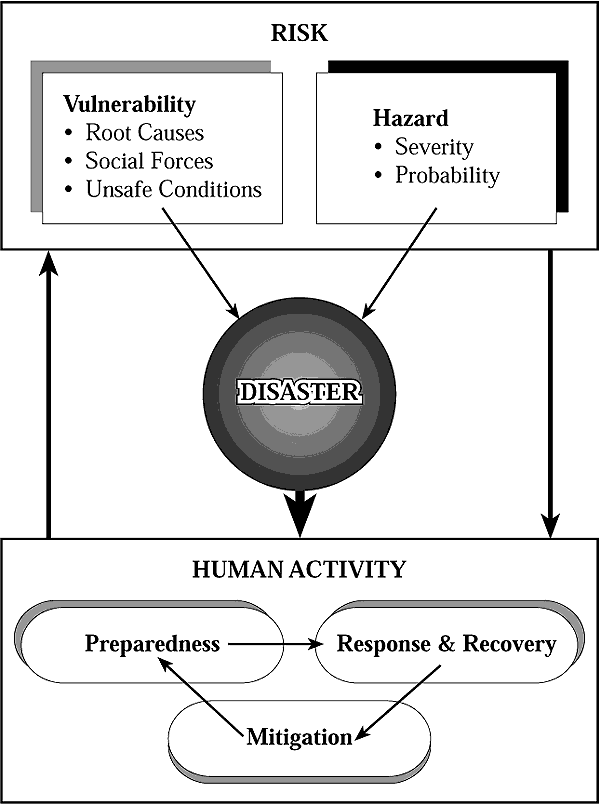 RISK
Vulnerability
• Root Causes
• Social Forces
• Unsafe Conditions
Hazard
• Severity
• Probability
DISASTER
HUMAN ACTIVITY
Preparedness
Response & Recovery
Mitigation